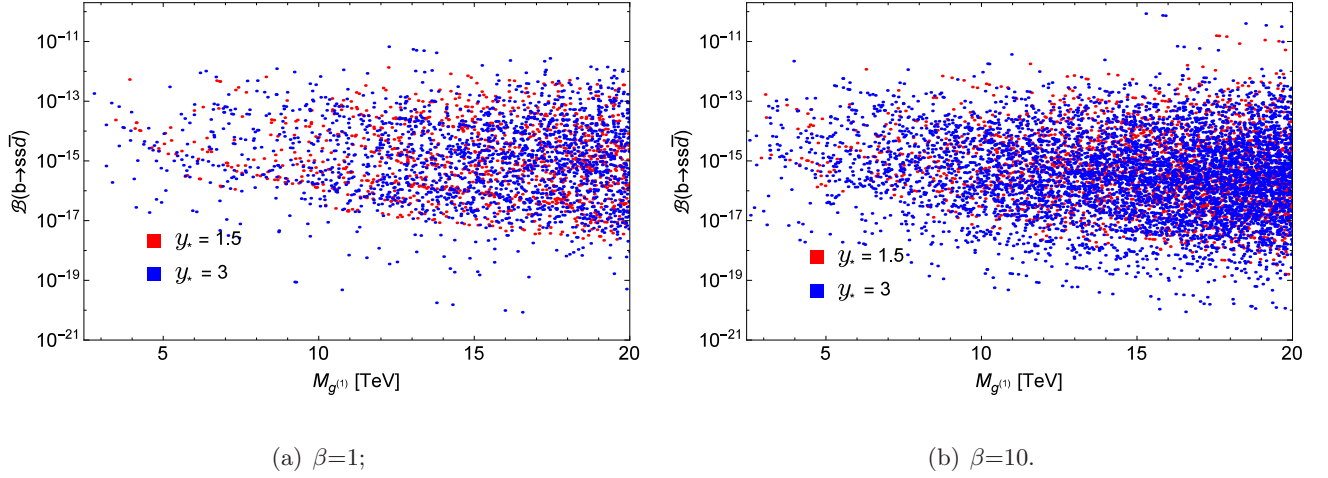 10⁻¹¹
10⁻¹³
10⁻¹⁵
10⁻¹⁷
10⁻¹⁹
10⁻²¹
ℬ(b→ssd̅)
y⋆ = 1.5
y⋆ = 3
5 10 15 20
M_g⁽¹⁾ [TeV]
(a) β=1;
10⁻¹¹
10⁻¹³
10⁻¹⁵
10⁻¹⁷
10⁻¹⁹
10⁻²¹
ℬ(b→ssd̅)
y⋆ = 1.5
y⋆ = 3
5 10 15 20
M_g⁽¹⁾ [TeV]
(b) β=10.